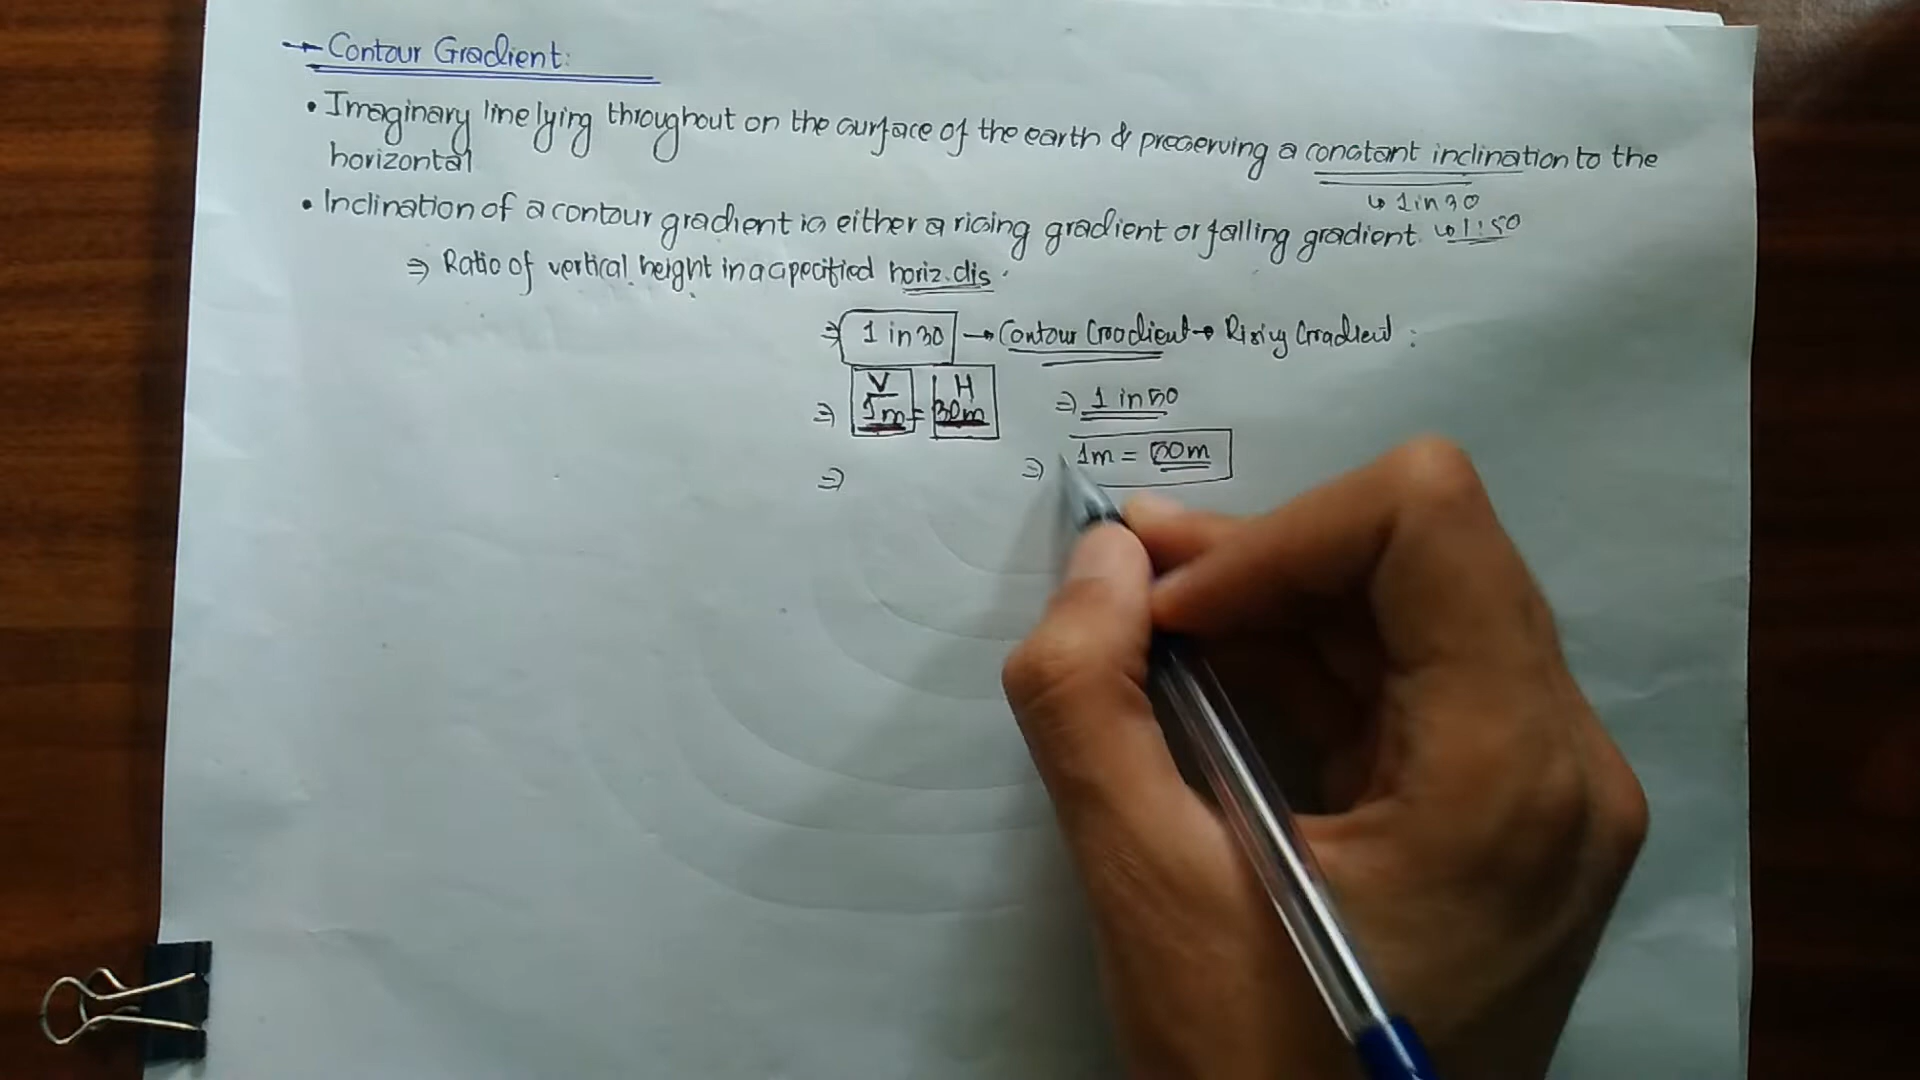 → Contour Gradient:
• Imaginary line lying throughout on the surface of the earth & preserving a constant inclination to the
horizontal
↳ 1 in 30
• Inclination of a contour gradient is either a rising gradient or falling gradient. ↳ 1:50
⇒ Ratio of vertical height in a specified horiz. dis.
⇒ 1 in 30 → Contour Gradient → Rising Gradient:
V H
⇒ 1m = 30m ⇒ 1 in 50
⇒ 1m = 50m
⇒